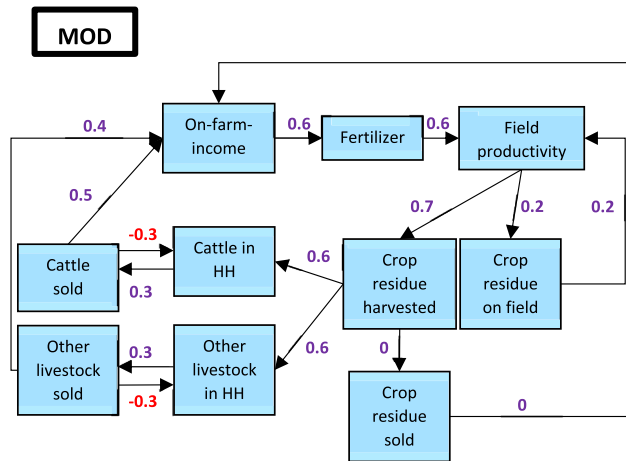 MOD
0.4
On-farm-
income
0.6
Fertilizer
0.6
Field
productivity
0.5
0.7
0.2
0.2
-0.3
Cattle
sold
0.3
Cattle in
HH
0.6
Crop
residue
harvested
Crop
residue
on field
Other
livestock
sold
0.3
-0.3
Other
livestock
in HH
0.6
0
Crop
residue
sold
0